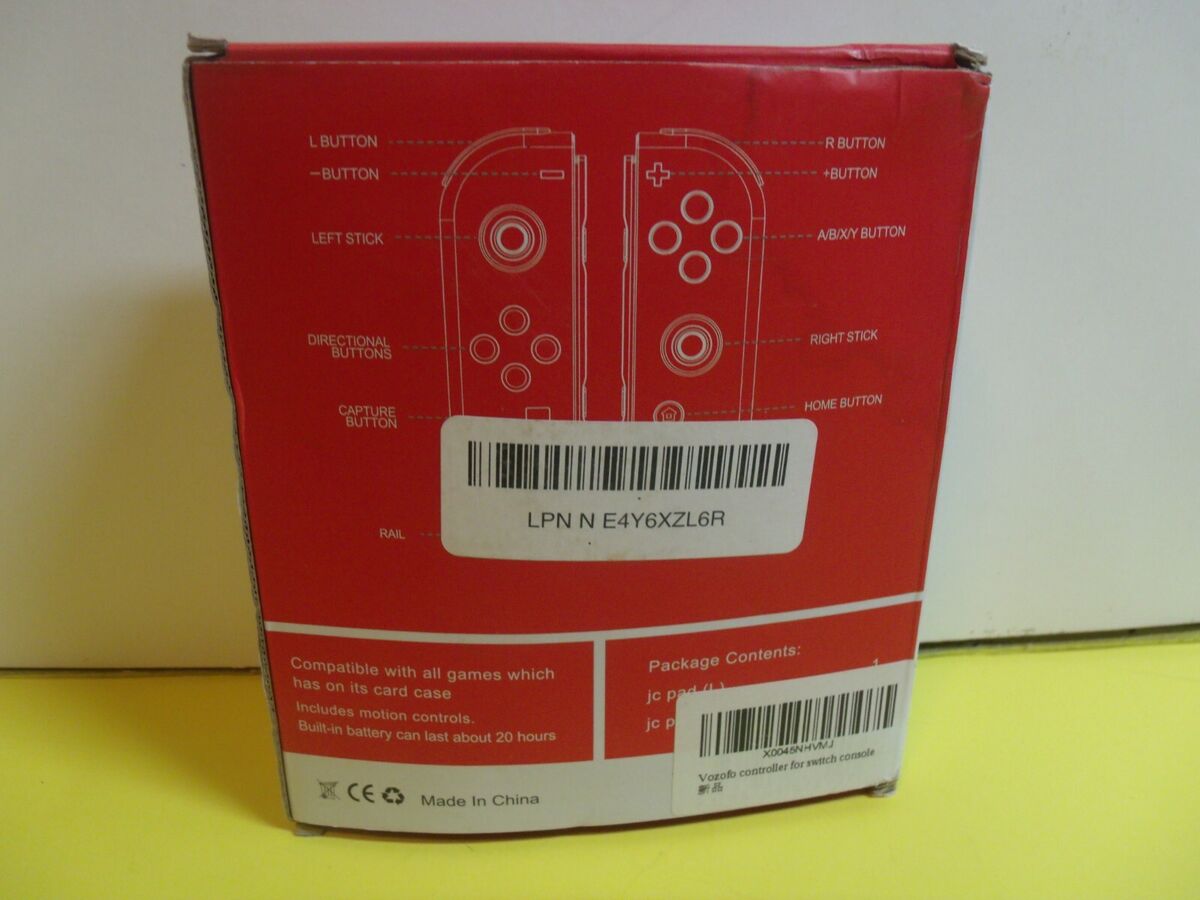 L BUTTON
R BUTTON
−BUTTON
+BUTTON
LEFT STICK
A/B/X/Y BUTTON
DIRECTIONAL
BUTTONS
RIGHT STICK
CAPTURE
BUTTON
HOME BUTTON
LPN N E4Y6XZL6R
RAIL
Compatible with all games which
has on its card case
Includes motion controls.
Built-in battery can last about 20 hours
Package Contents:
jc pad (L)
jc p
X0045NHVMJ
Vozofo controller for switch console
新品
CE Made In China